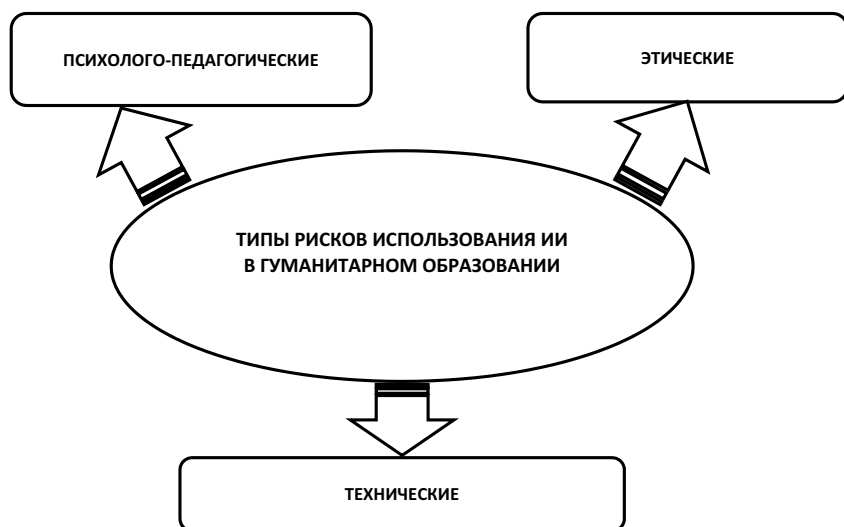 ПСИХОЛОГО-ПЕДАГОГИЧЕСКИЕ
ЭТИЧЕСКИЕ
ТИПЫ РИСКОВ ИСПОЛЬЗОВАНИЯ ИИ
В ГУМАНИТАРНОМ ОБРАЗОВАНИИ
ТЕХНИЧЕСКИЕ